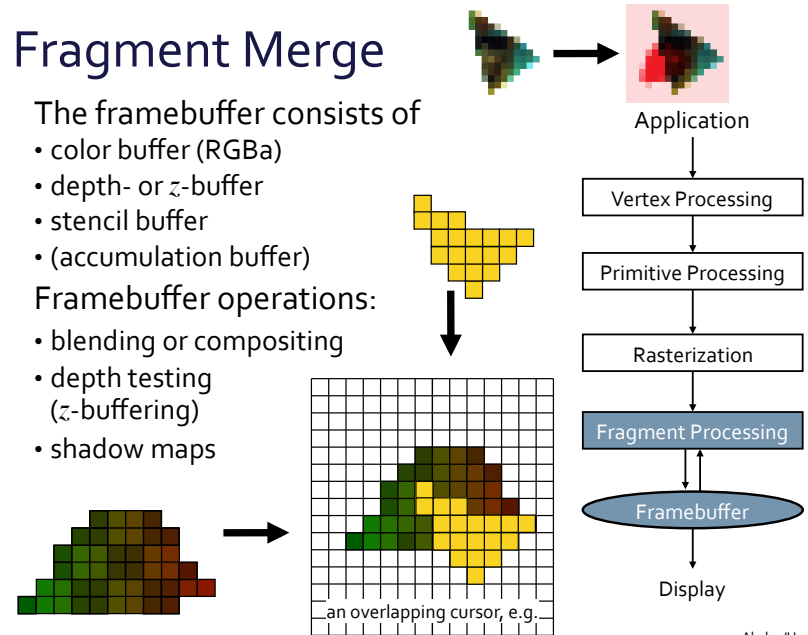 Fragment Merge
The framebuffer consists of
• color buffer (RGBa)
• depth- or z-buffer
• stencil buffer
• (accumulation buffer)
Framebuffer operations:
• blending or compositing
• depth testing
(z-buffering)
• shadow maps
an overlapping cursor, e.g.
Application
Vertex Processing
Primitive Processing
Rasterization
Fragment Processing
Framebuffer
Display